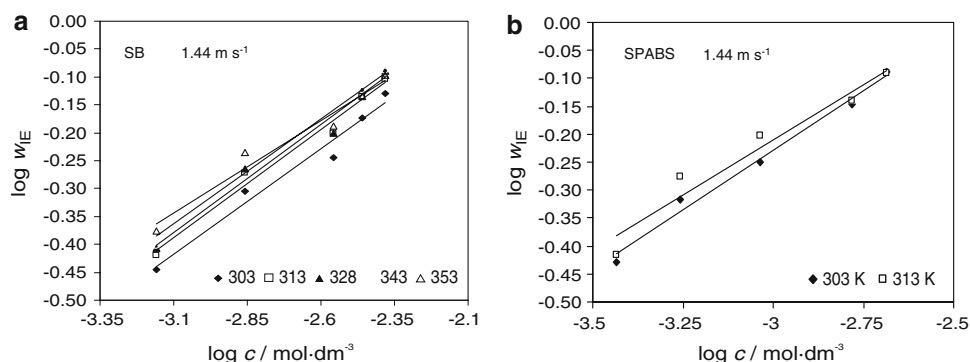 a
SB 1.44 m s⁻¹
log w_IE
0.00
-0.05
-0.10
-0.15
-0.20
-0.25
-0.30
-0.35
-0.40
-0.45
-0.50
303 313 328 343 353
-3.35 -3.1 -2.85 -2.6 -2.35 -2.1
log c / mol·dm⁻³
b
SPABS 1.44 m s⁻¹
log w_IE
0.00
-0.05
-0.10
-0.15
-0.20
-0.25
-0.30
-0.35
-0.40
-0.45
-0.50
303 K 313 K
-3.5 -3.25 -3 -2.75 -2.5
log c / mol·dm⁻³